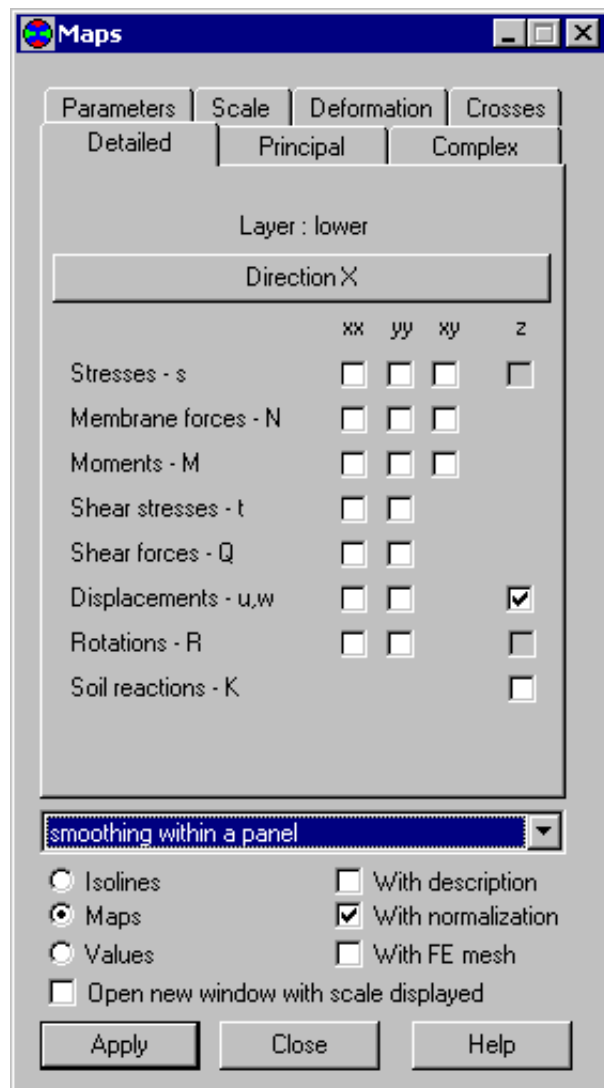 Maps
Parameters Scale Deformation Crosses
Detailed Principal Complex
Layer : lower
Direction X
xx yy xy z
Stresses - s
Membrane forces - N
Moments - M
Shear stresses - t
Shear forces - Q
Displacements - u,w
Rotations - R
Soil reactions - K
smoothing within a panel
Isolines With description
Maps With normalization
Values With FE mesh
Open new window with scale displayed
Apply Close Help